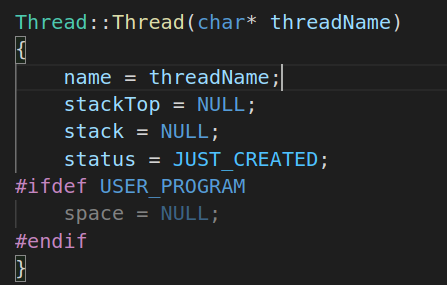 Thread::Thread(char* threadName)
{
    name = threadName;
    stackTop = NULL;
    stack = NULL;
    status = JUST_CREATED;
#ifdef USER_PROGRAM
    space = NULL;
#endif
}